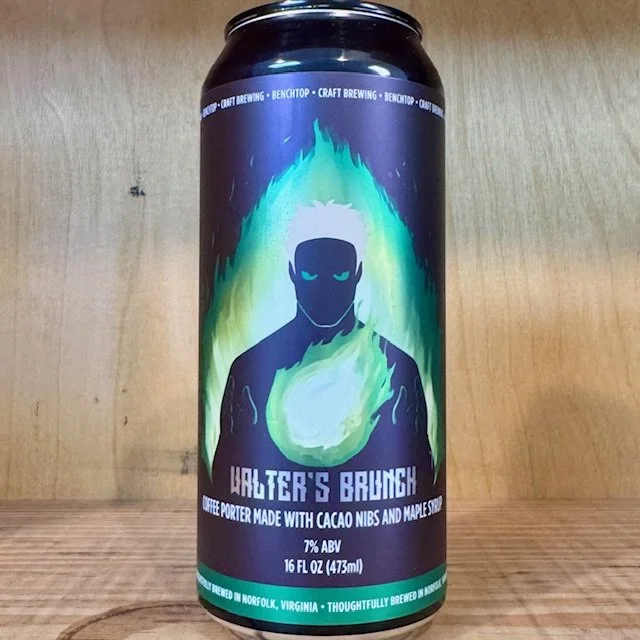 BENCHTOP • CRAFT BREWING • BENCHTOP • CRAFT BREWING • BENCHTOP • CRAFT BREWING
WALTER'S BRUNCH
COFFEE PORTER MADE WITH CACAO NIBS AND MAPLE SYRUP
7% ABV
16 FL OZ (473ml)
THOUGHTFULLY BREWED IN NORFOLK, VIRGINIA • THOUGHTFULLY BREWED IN NORFOLK,